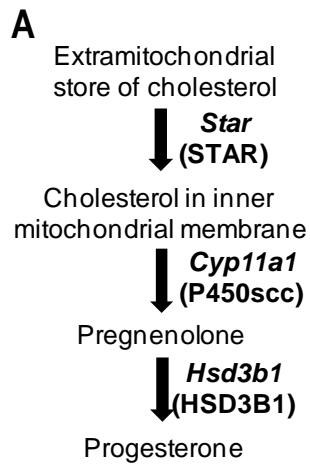 A
Extramitochondrial
store of cholesterol
Star
(STAR)
Cholesterol in inner
mitochondrial membrane
Cyp11a1
(P450scc)
Pregnenolone
Hsd3b1
(HSD3B1)
Progesterone